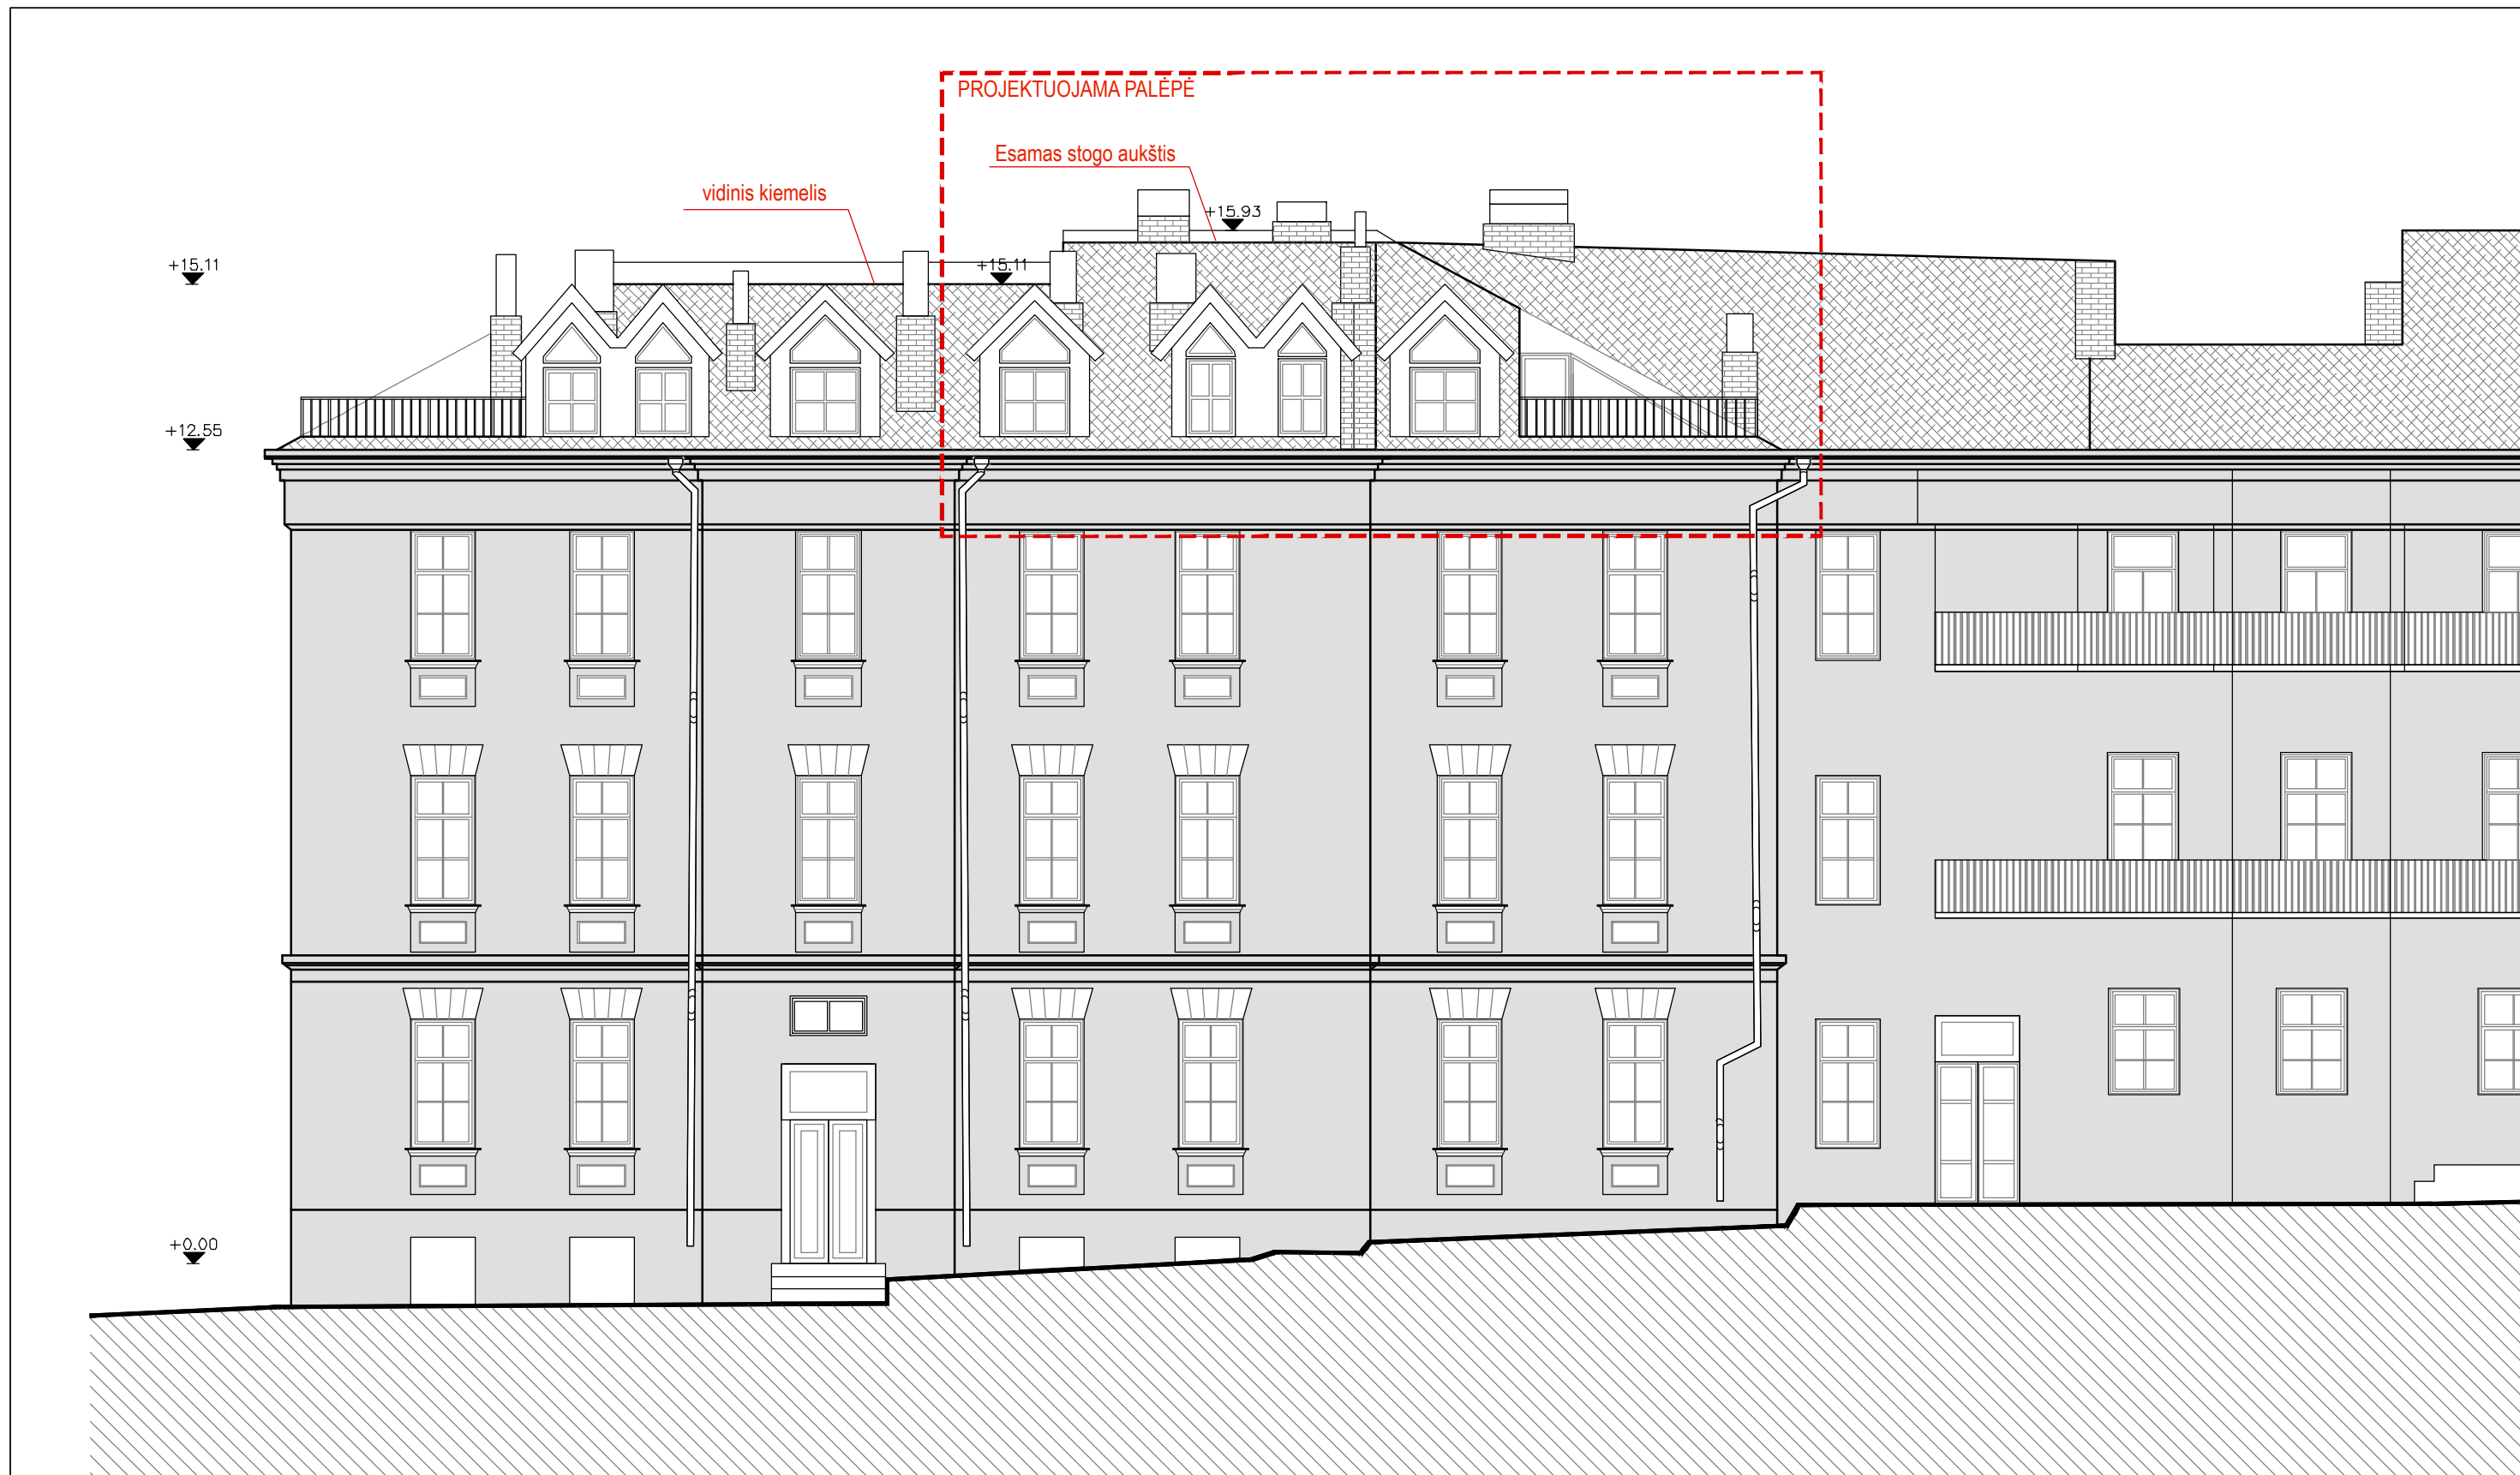 PROJEKTUOJAMA PALĖPĖ
Esamas stogo aukštis
vidinis kiemelis
+15.93
+15.11
+15.11
+12.55
+0.00